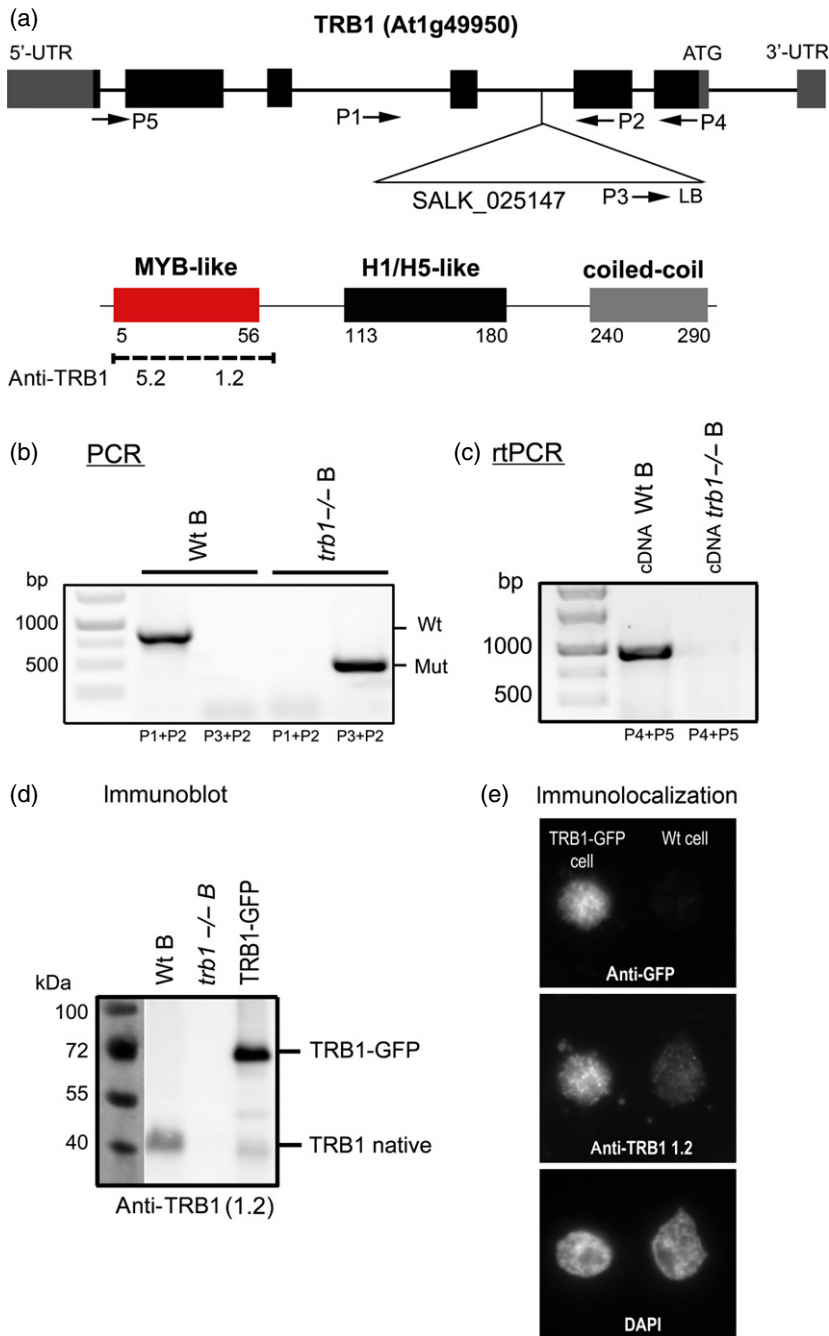 (a)
TRB1 (At1g49950)
5'-UTR
ATG
3'-UTR
P5
P1
P2
P4
SALK_025147
P3
LB
MYB-like
H1/H5-like
coiled-coil
5
56
113
180
240
290
Anti-TRB1
5.2
1.2
(b)
PCR
Wt B
trb1–/– B
bp
1000
500
Wt
Mut
P1+P2
P3+P2
P1+P2
P3+P2
(c)
rtPCR
cDNA Wt B
cDNA trb1–/– B
bp
1000
500
P4+P5
P4+P5
(d)
Immunoblot
Wt B
trb1 –/– B
TRB1-GFP
kDa
100
72
55
40
TRB1-GFP
TRB1 native
Anti-TRB1 (1.2)
(e)
Immunolocalization
TRB1-GFP
cell
Wt cell
Anti-GFP
Anti-TRB1 1.2
DAPI